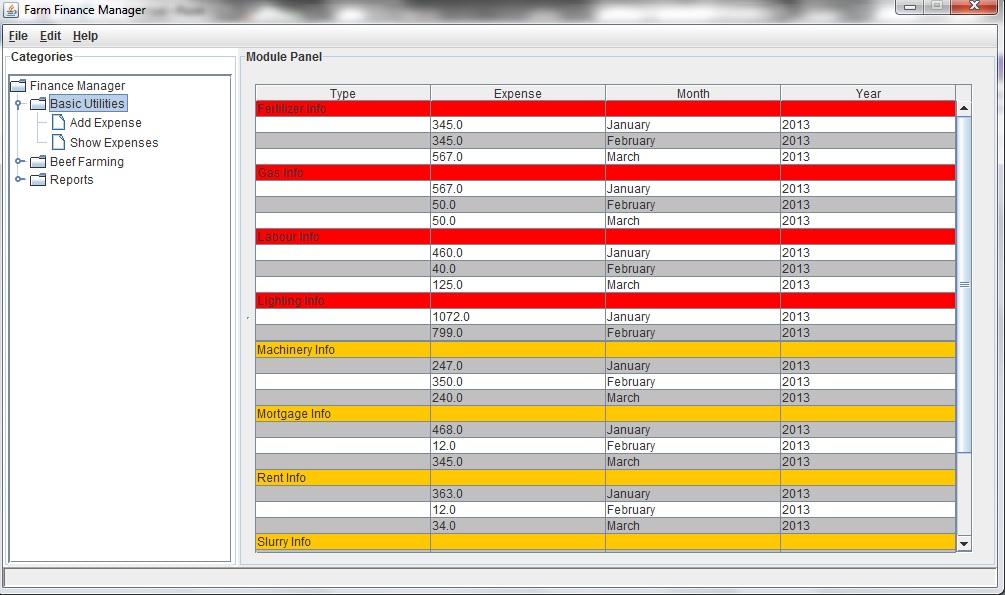 Farm Finance Manager
File Edit Help
Categories
Finance Manager
Basic Utilities
Add Expense
Show Expenses
Beef Farming
Reports
Module Panel
Type Expense Month Year
Fertilizer Info
345.0 January 2013
345.0 February 2013
567.0 March 2013
Gas Info
567.0 January 2013
50.0 February 2013
50.0 March 2013
Labour Info
460.0 January 2013
40.0 February 2013
125.0 March 2013
Lighting Info
1072.0 January 2013
799.0 February 2013
Machinery Info
247.0 January 2013
350.0 February 2013
240.0 March 2013
Mortgage Info
468.0 January 2013
12.0 February 2013
345.0 March 2013
Rent Info
363.0 January 2013
12.0 February 2013
34.0 March 2013
Slurry Info